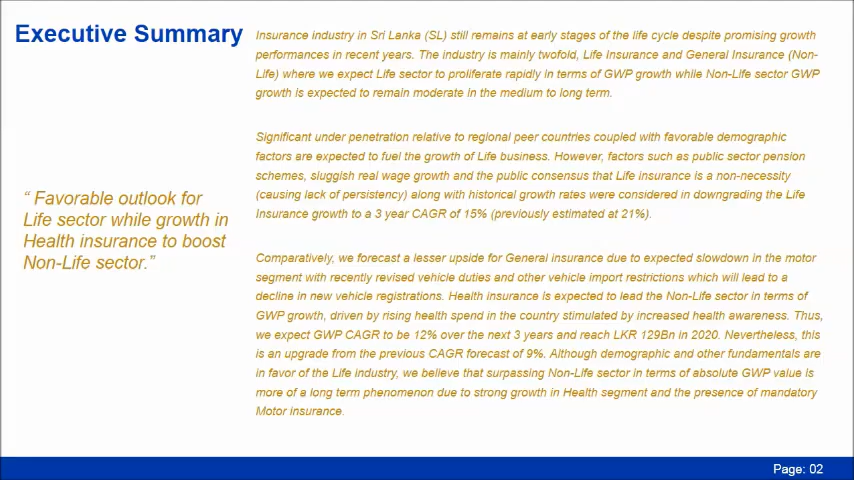 Executive Summary
Insurance industry in Sri Lanka (SL) still remains at early stages of the life cycle despite promising growth
performances in recent years. The industry is mainly twofold, Life Insurance and General Insurance (Non-
Life) where we expect Life sector to proliferate rapidly in terms of GWP growth while Non-Life sector GWP
growth is expected to remain moderate in the medium to long term.
Significant under penetration relative to regional peer countries coupled with favorable demographic
factors are expected to fuel the growth of Life business. However, factors such as public sector pension
schemes, sluggish real wage growth and the public consensus that Life insurance is a non-necessity
(causing lack of persistency) along with historical growth rates were considered in downgrading the Life
Insurance growth to a 3 year CAGR of 15% (previously estimated at 21%).
“ Favorable outlook for
Life sector while growth in
Health insurance to boost
Non-Life sector.”
Comparatively, we forecast a lesser upside for General insurance due to expected slowdown in the motor
segment with recently revised vehicle duties and other vehicle import restrictions which will lead to a
decline in new vehicle registrations. Health insurance is expected to lead the Non-Life sector in terms of
GWP growth, driven by rising health spend in the country stimulated by increased health awareness. Thus,
we expect GWP CAGR to be 12% over the next 3 years and reach LKR 129Bn in 2020. Nevertheless, this
is an upgrade from the previous CAGR forecast of 9%. Although demographic and other fundamentals are
in favor of the Life industry, we believe that surpassing Non-Life sector in terms of absolute GWP value is
more of a long term phenomenon due to strong growth in Health segment and the presence of mandatory
Motor insurance.
Page: 02